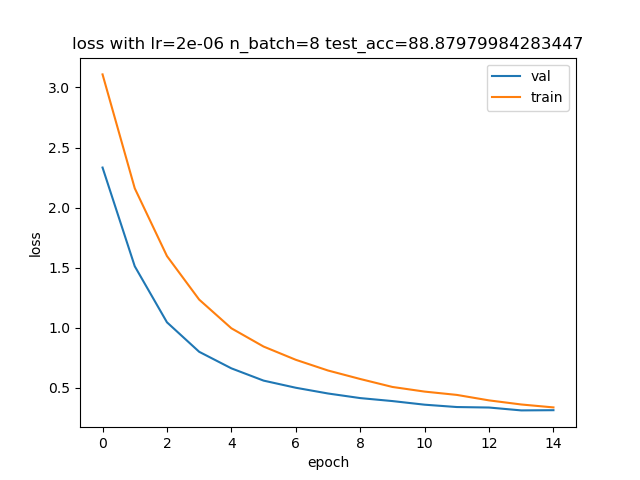 loss with lr=2e-06 n_batch=8 test_acc=88.87979984283447
val
train
3.0
2.5
2.0
1.5
1.0
0.5
loss
0 2 4 6 8 10 12 14
epoch